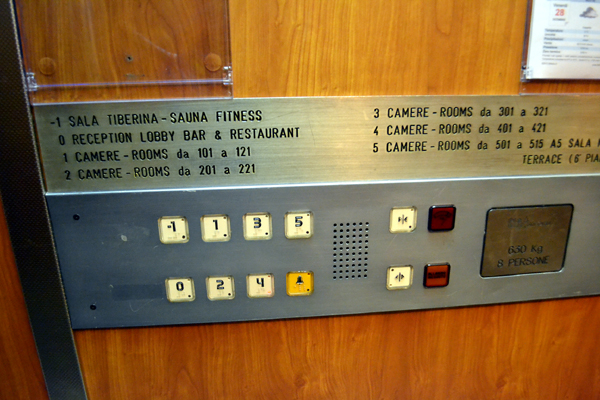 -1 SALA TIBERINA - SAUNA FITNESS
0 RECEPTION LOBBY BAR & RESTAURANT
1 CAMERE - ROOMS da 101 a 121
2 CAMERE - ROOMS da 201 a 221
3 CAMERE - ROOMS da 301 a 321
4 CAMERE - ROOMS da 401 a 421
5 CAMERE - ROOMS da 501 a 515 A5 SALA
TERRACE (6
-1 1 3 5
0 2 4
650 Kg
8 PERSONE
28